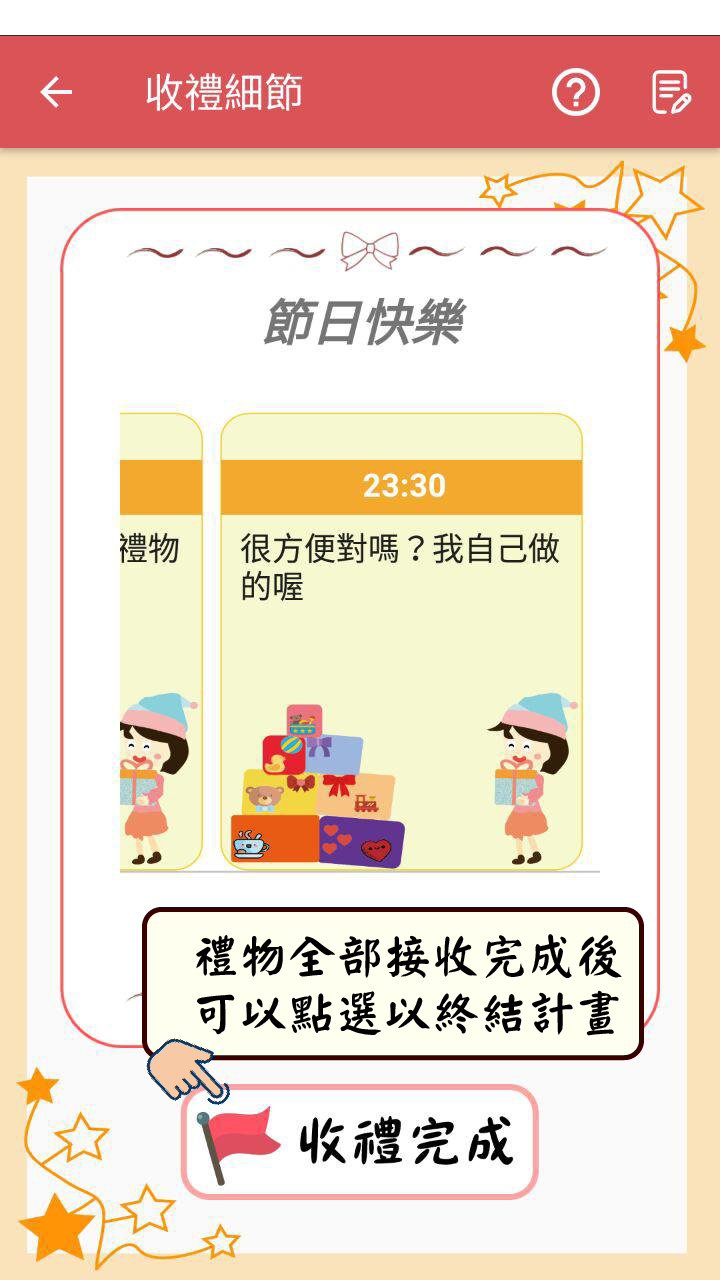 收禮細節
節日快樂
禮物
23:30
很方便對嗎？我自己做
的喔
禮物全部接收完成後
可以點選以終結計畫
收禮完成